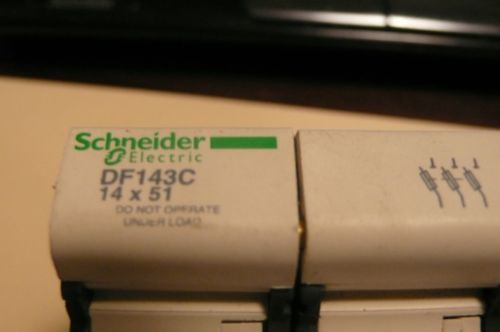 Schneider
Electric
DF143C
14 x 51
DO NOT OPERATE
UNDER LOAD